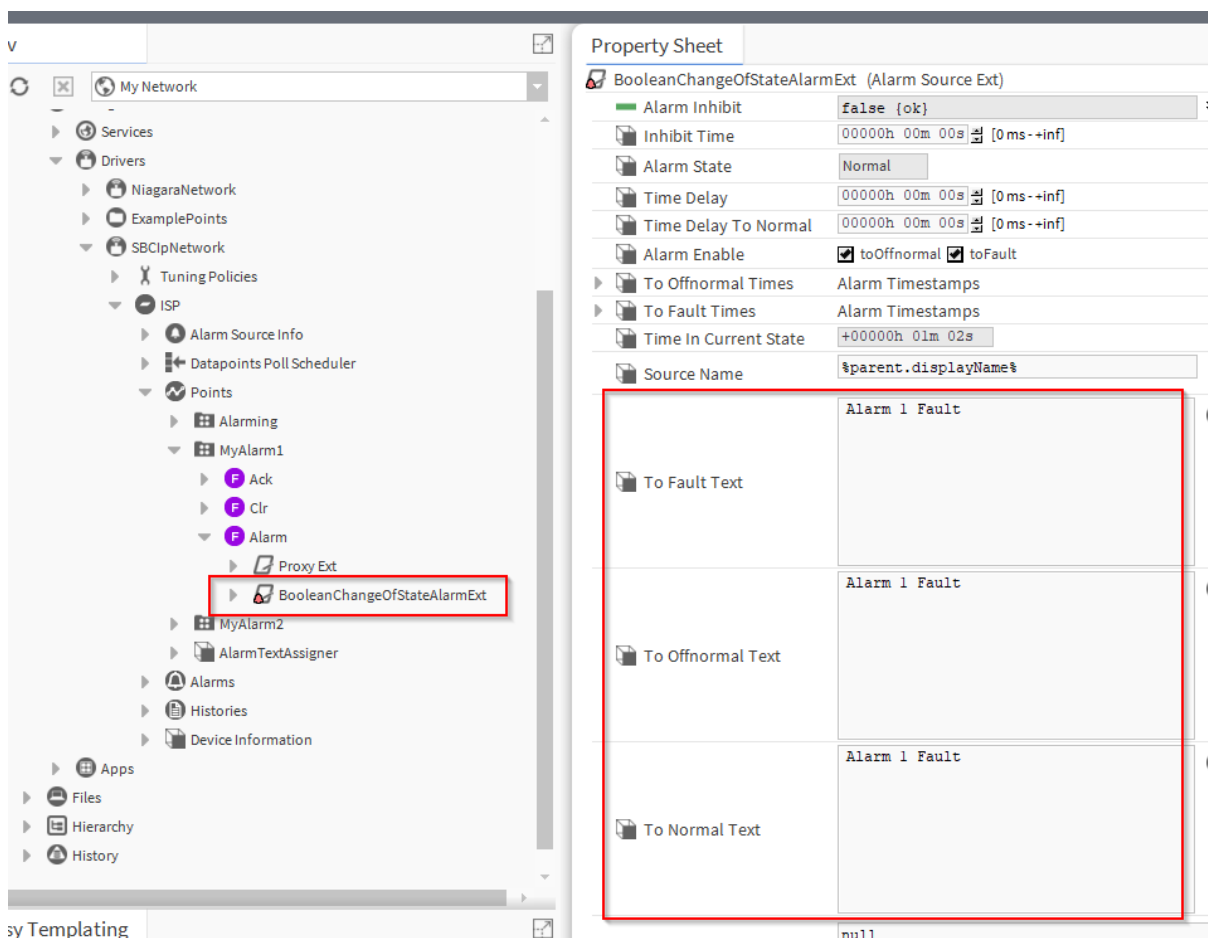 v
My Network
Services
Drivers
NiagaraNetwork
ExamplePoints
SBCIpNetwork
Tuning Policies
ISP
Alarm Source Info
Datapoints Poll Scheduler
Points
Alarming
MyAlarm1
F Ack
F Clr
F Alarm
Proxy Ext
BooleanChangeOfStateAlarmExt
MyAlarm2
AlarmTextAssigner
Alarms
Histories
Device Information
Apps
Files
Hierarchy
History
sy Templating
Property Sheet
BooleanChangeOfStateAlarmExt (Alarm Source Ext)
Alarm Inhibit false {ok}
Inhibit Time 00000h 00m 00s [0 ms - +inf]
Alarm State Normal
Time Delay 00000h 00m 00s [0 ms - +inf]
Time Delay To Normal 00000h 00m 00s [0 ms - +inf]
Alarm Enable toOffnormal toFault
To Offnormal Times Alarm Timestamps
To Fault Times Alarm Timestamps
Time In Current State +00000h 01m 02s
Source Name %parent.displayName%
To Fault Text Alarm 1 Fault
To Offnormal Text Alarm 1 Fault
To Normal Text Alarm 1 Fault
null